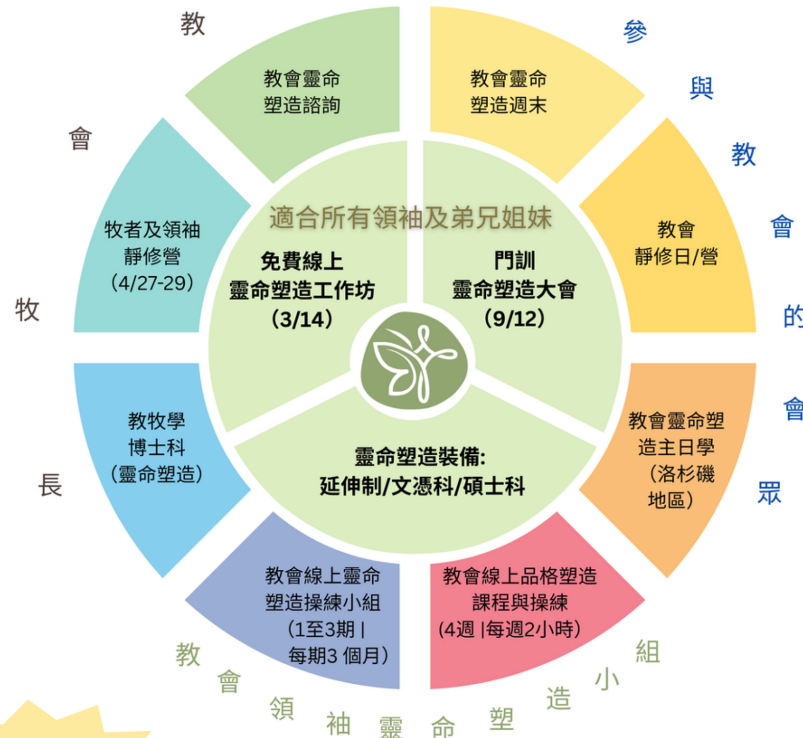 教會牧長
參與教會的會眾
教會靈命
塑造諮詢
教會靈命
塑造週末
牧者及領袖
靜修營
（4/27-29）
教會
靜修日/營
適合所有領袖及弟兄姐妹
免費線上
靈命塑造工作坊
（3/14）
門訓
靈命塑造大會
（9/12）
靈命塑造裝備:
延伸制/文憑科/碩士科
教牧學
博士科
（靈命塑造）
教會靈命塑
造主日學
（洛杉磯
地區）
教會線上靈命
塑造操練小組
（1至3期 |
每期3 個月）
教會線上品格塑造
課程與操練
(4週 |每週2小時）
教會領袖靈命塑造小組